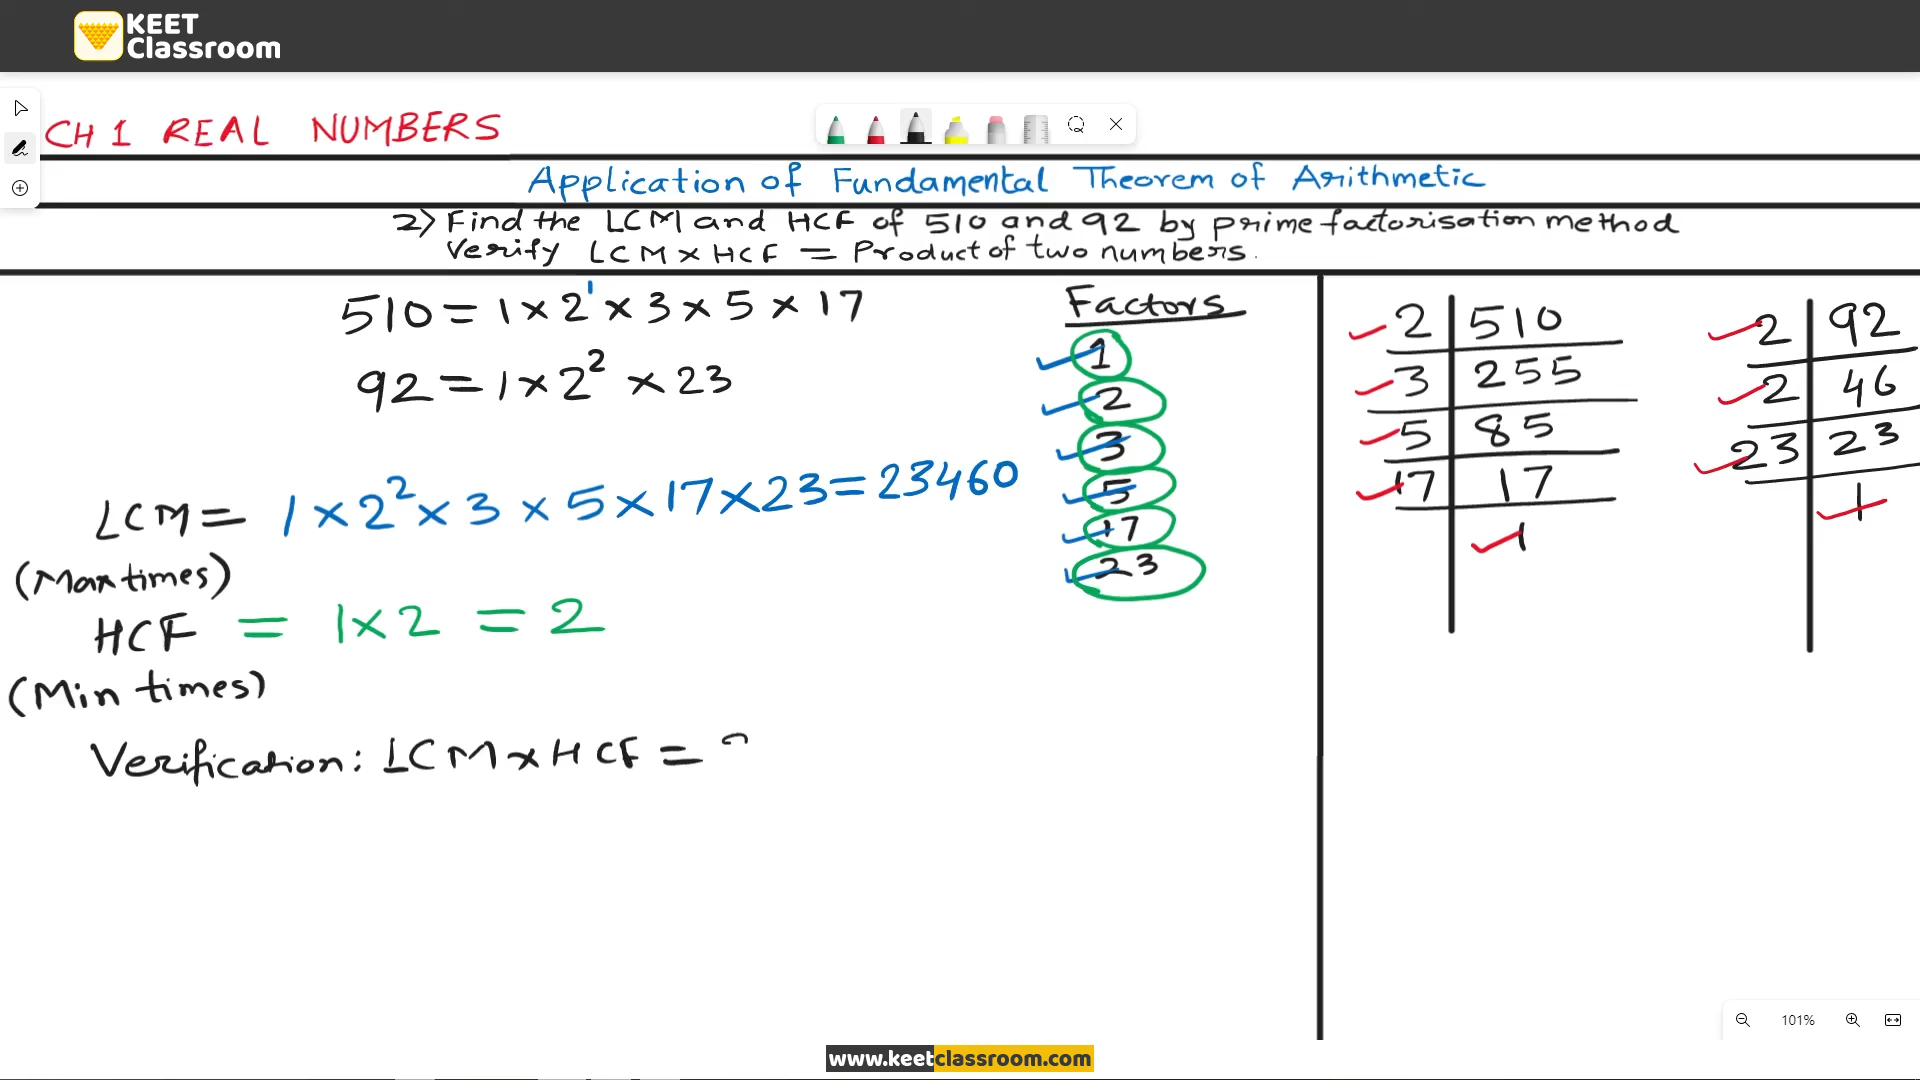 KEET
Classroom
CH 1 REAL NUMBERS
Application of Fundamental Theorem of Arithmetic
2) Find the LCM and HCF of 510 and 92 by prime factorisation method
Verify LCM × HCF = Product of two numbers.
510 = 1 × 2¹ × 3 × 5 × 17
92 = 1 × 2² × 23
LCM = 1 × 2² × 3 × 5 × 17 × 23 = 23460
(Max times)
HCF = 1 × 2 = 2
(Min times)
Verification: LCM × HCF =
Factors
1
2
3
5
17
23
2 510
3 255
5 85
17 17
1
2 92
2 46
23 23
1
101%
www.keetclassroom.com